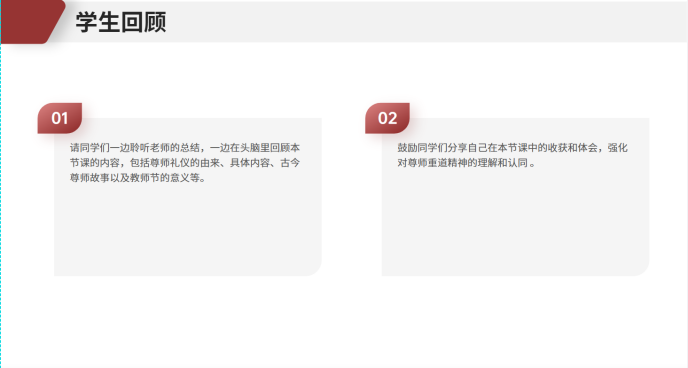 学生回顾
01
请同学们一边聆听老师的总结，一边在头脑里回顾本
节课的内容，包括尊师礼仪的由来、具体内容、古今
尊师故事以及教师节的意义等。
02
鼓励同学们分享自己在本节课中的收获和体会，强化
对尊师重道精神的理解和认同 。